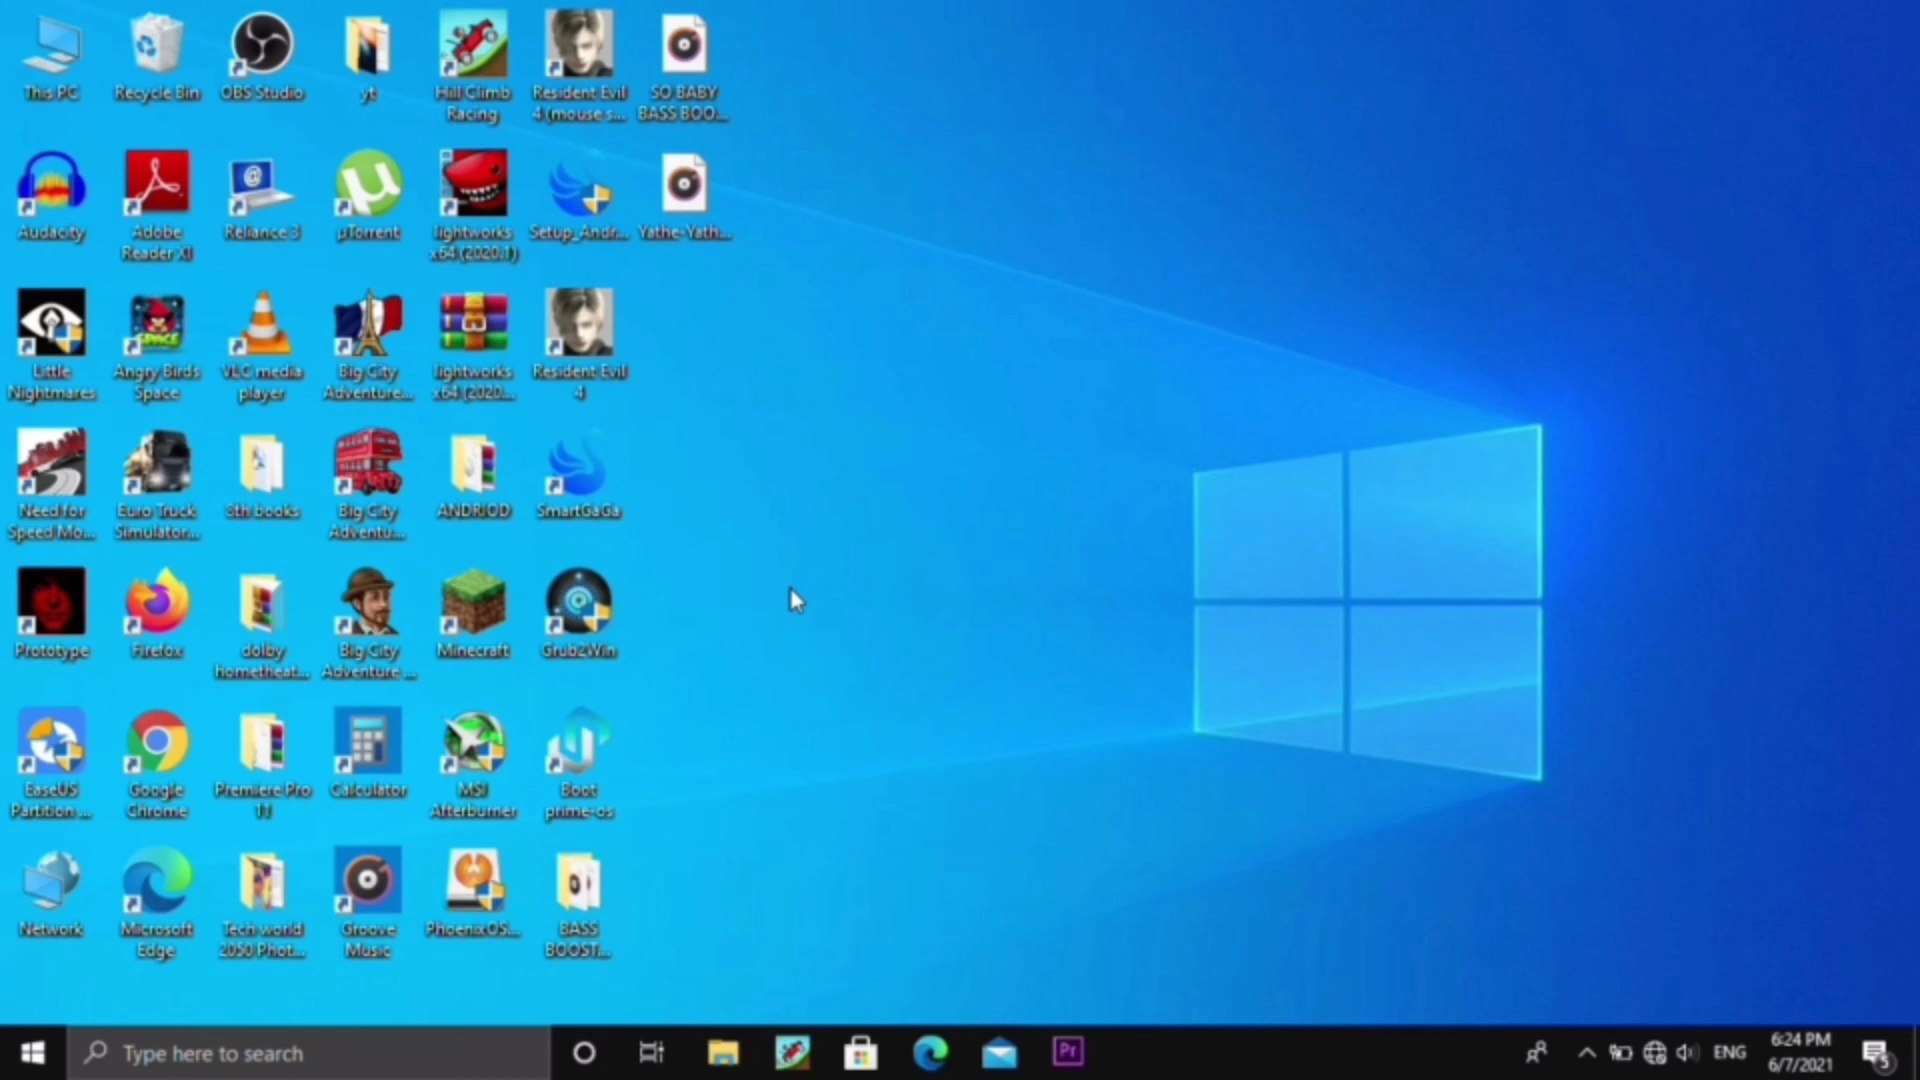 This PC
Recycle Bin
OBS Studio
yt
Hill Climb
Racing
Resident Evil
4 (mouse s...
SO BABY
BASS BOO...
Audacity
Adobe
Reader XI
Reliance 3
µTorrent
lightworks
x64 (2020.1)
Setup_Andr...
Yathe-Yath...
Little
Nightmares
SPACE
Angry Birds
Space
VLC media
player
Big City
Adventure...
lightworks
x64 (2020....
Resident Evil
4
Need for
Speed Mo...
Euro Truck
Simulator...
8th books
Big City
Adventu...
ANDRIOD
SmartGaGa
Prototype
Firefox
dolby
hometheat...
Big City
Adventure ...
Minecraft
Grub2Win
EaseUS
Partition ...
Google
Chrome
Premiere Pro
11
Calculator
MSI
Afterburner
Boot
prime-os
Network
Microsoft
Edge
Tech world
2050 Phot...
Groove
Music
PhoenixOS...
BASS
BOOST...
Type here to search
Pr
ENG
6:24 PM
6/7/2021
5